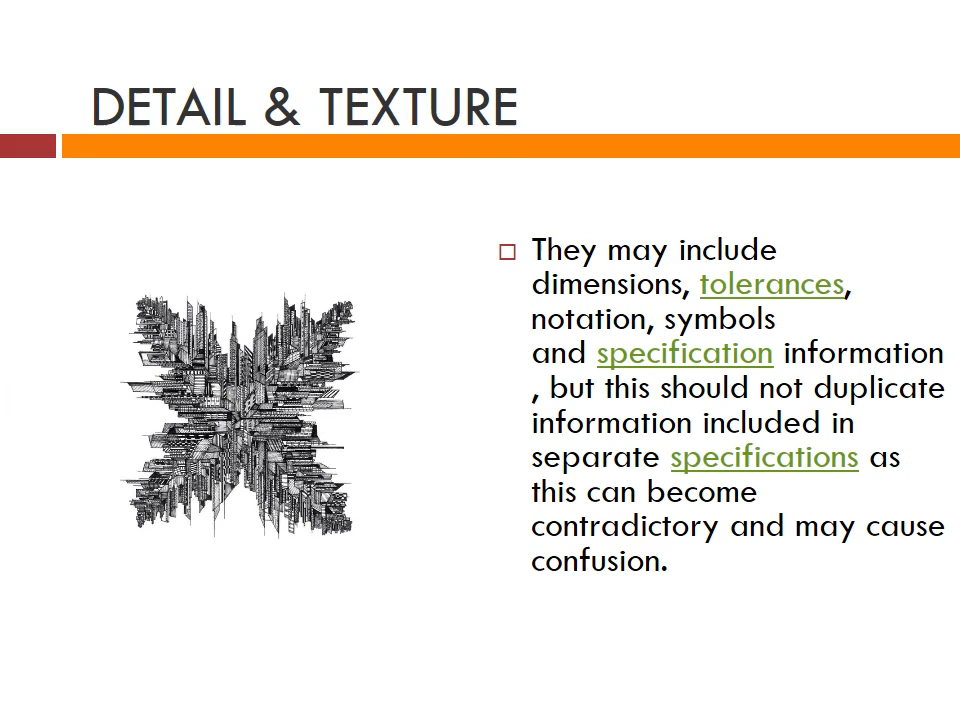 DETAIL & TEXTURE
They may include
dimensions, tolerances,
notation, symbols
and specification information
, but this should not duplicate
information included in
separate specifications as
this can become
contradictory and may cause
confusion.